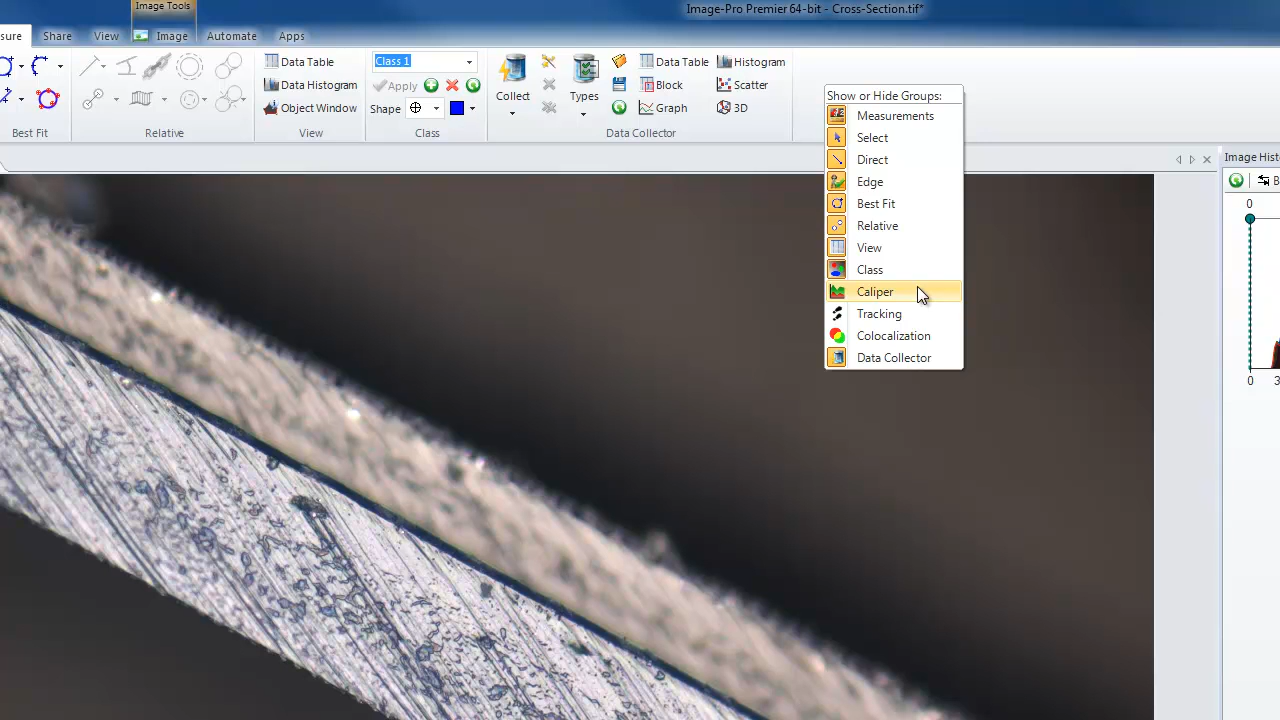 Image Tools
Image-Pro Premier 64-bit - Cross-Section.tif*
sure Share View Image Automate Apps
Data Table
Data Histogram
Object Window
Class 1
Apply
Shape
Collect
Types
Data Table
Block
Graph
Histogram
Scatter
3D
Best Fit
Relative
View
Class
Data Collector
Show or Hide Groups:
Measurements
Select
Direct
Edge
Best Fit
Relative
View
Class
Caliper
Tracking
Colocalization
Data Collector
Image Hist
B
0
0 3